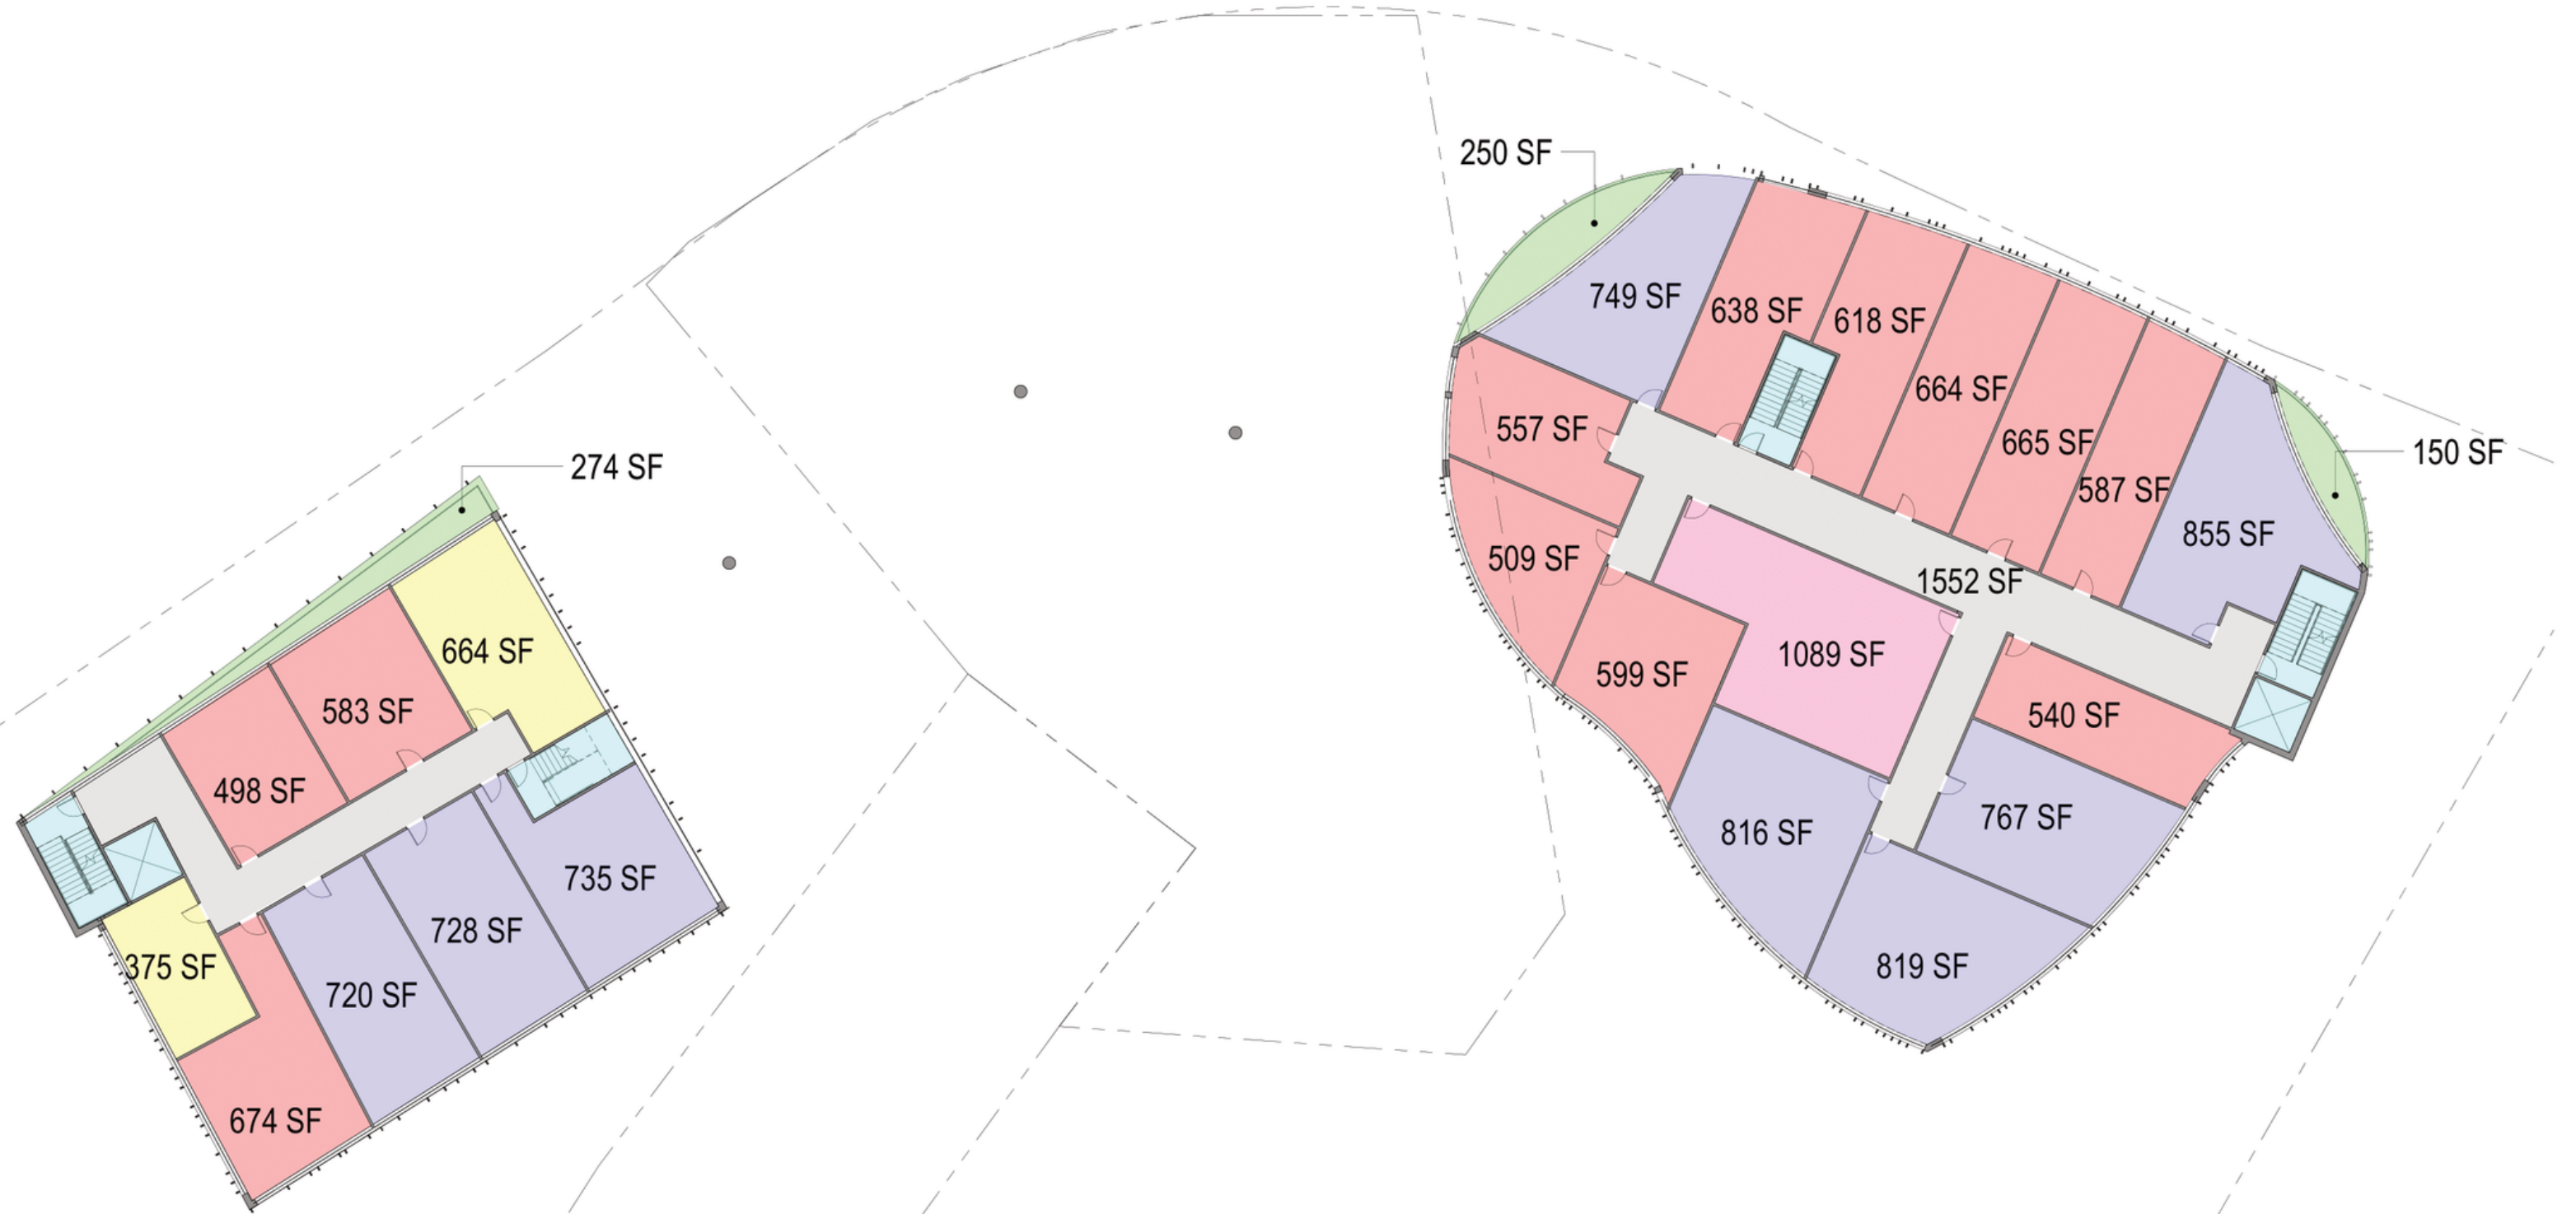 250 SF
749 SF
638 SF
618 SF
664 SF
665 SF
587 SF
855 SF
150 SF
557 SF
509 SF
599 SF
1089 SF
1552 SF
540 SF
816 SF
767 SF
819 SF
274 SF
664 SF
583 SF
498 SF
375 SF
674 SF
720 SF
728 SF
735 SF